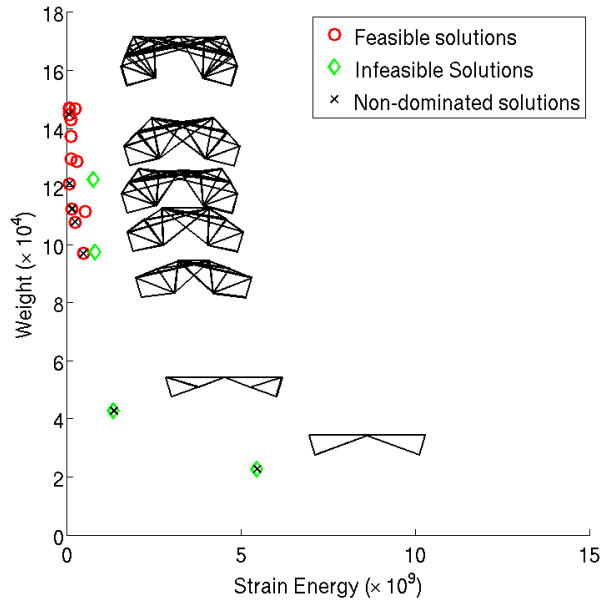 18
16
14
12
10
8
6
4
2
0
Weight (× 10⁴)
Feasible solutions
Infeasible Solutions
Non-dominated solutions
0 5 10 15
Strain Energy (× 10⁹)